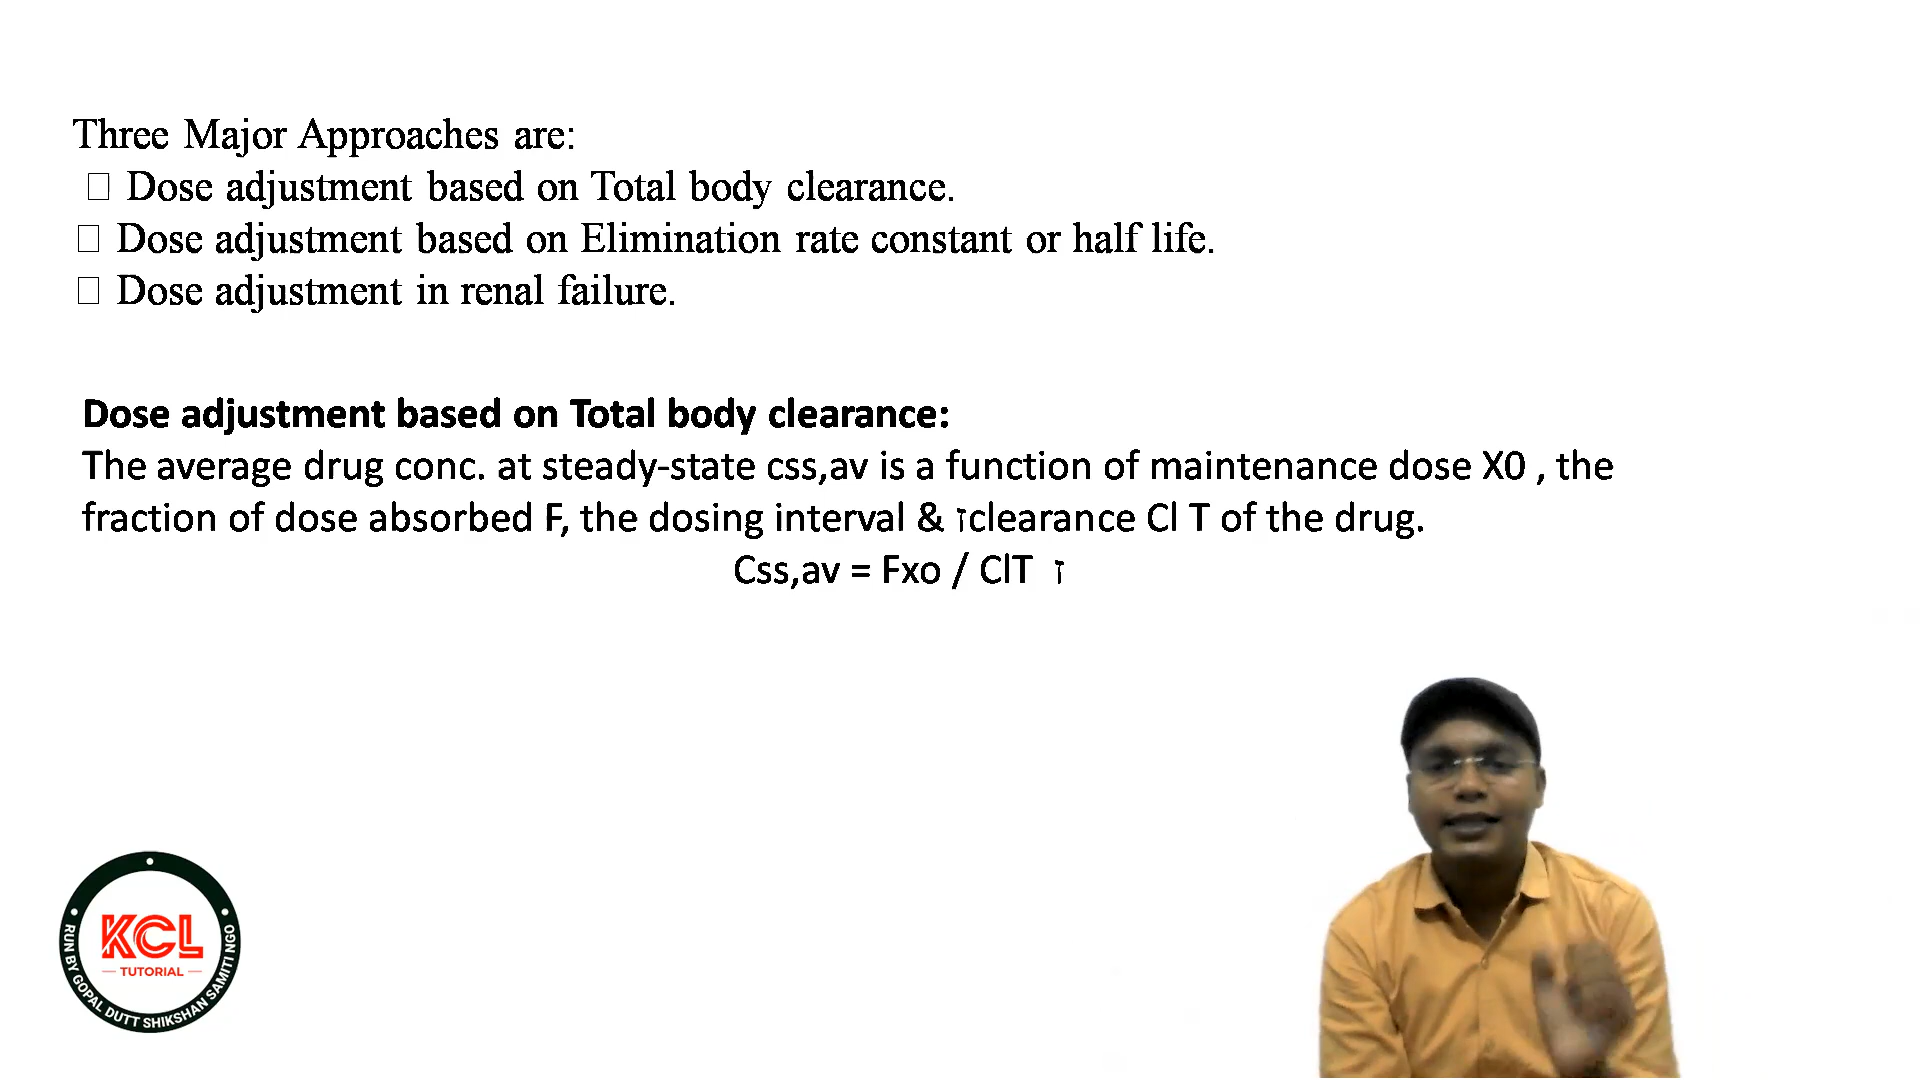 Three Major Approaches are:
□ Dose adjustment based on Total body clearance.
□ Dose adjustment based on Elimination rate constant or half life.
□ Dose adjustment in renal failure.
Dose adjustment based on Total body clearance:
The average drug conc. at steady-state css,av is a function of maintenance dose X0 , the
fraction of dose absorbed F, the dosing interval & זclearance Cl T of the drug.
Css,av = Fxo / ClT ז
KCL
TUTORIAL
RUN BY GOPAL DUTT SHIKSHAN SAMITI NGO